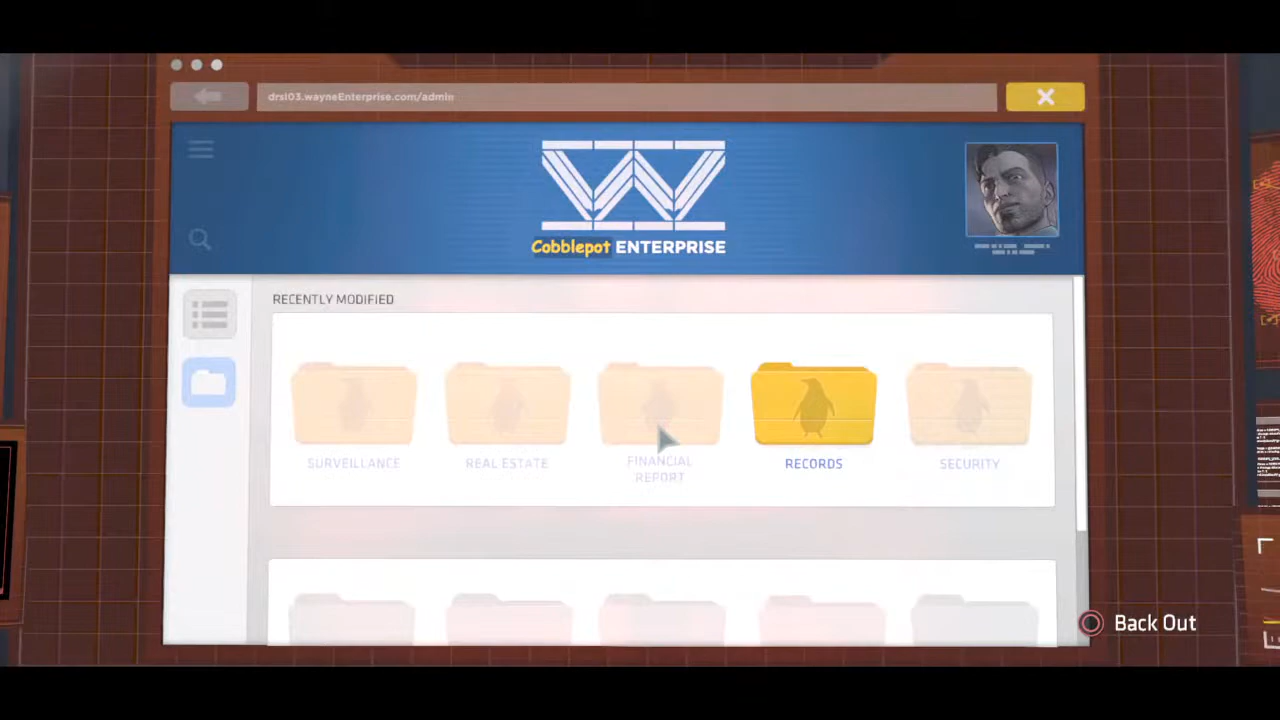 drsl03.wayneEnterprise.com/admin
Cobblepot ENTERPRISE
RECENTLY MODIFIED
SURVEILLANCE
REAL ESTATE
FINANCIAL
REPORT
RECORDS
SECURITY
Back Out